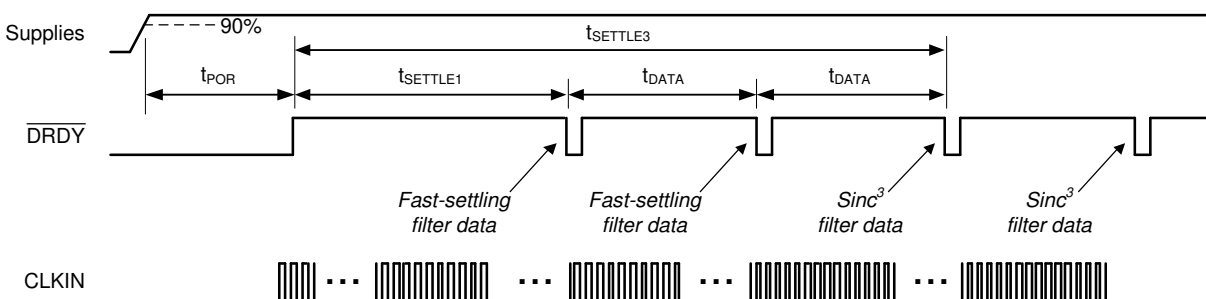 Supplies
90%
tSETTLE3
tPOR
tSETTLE1
tDATA
tDATA
DRDY
Fast-settling
filter data
Fast-settling
filter data
Sinc³
filter data
Sinc³
filter data
CLKIN